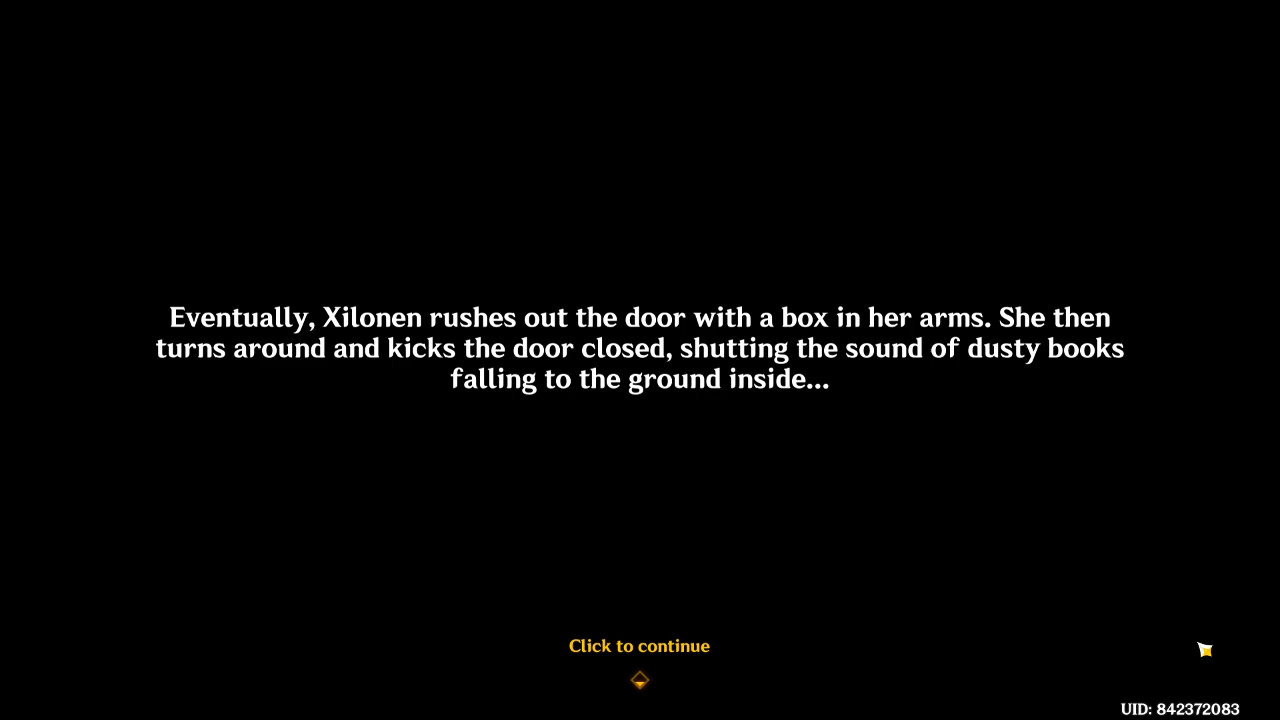 Eventually, Xilonen rushes out the door with a box in her arms. She then
turns around and kicks the door closed, shutting the sound of dusty books
falling to the ground inside...
Click to continue
UID: 842372083